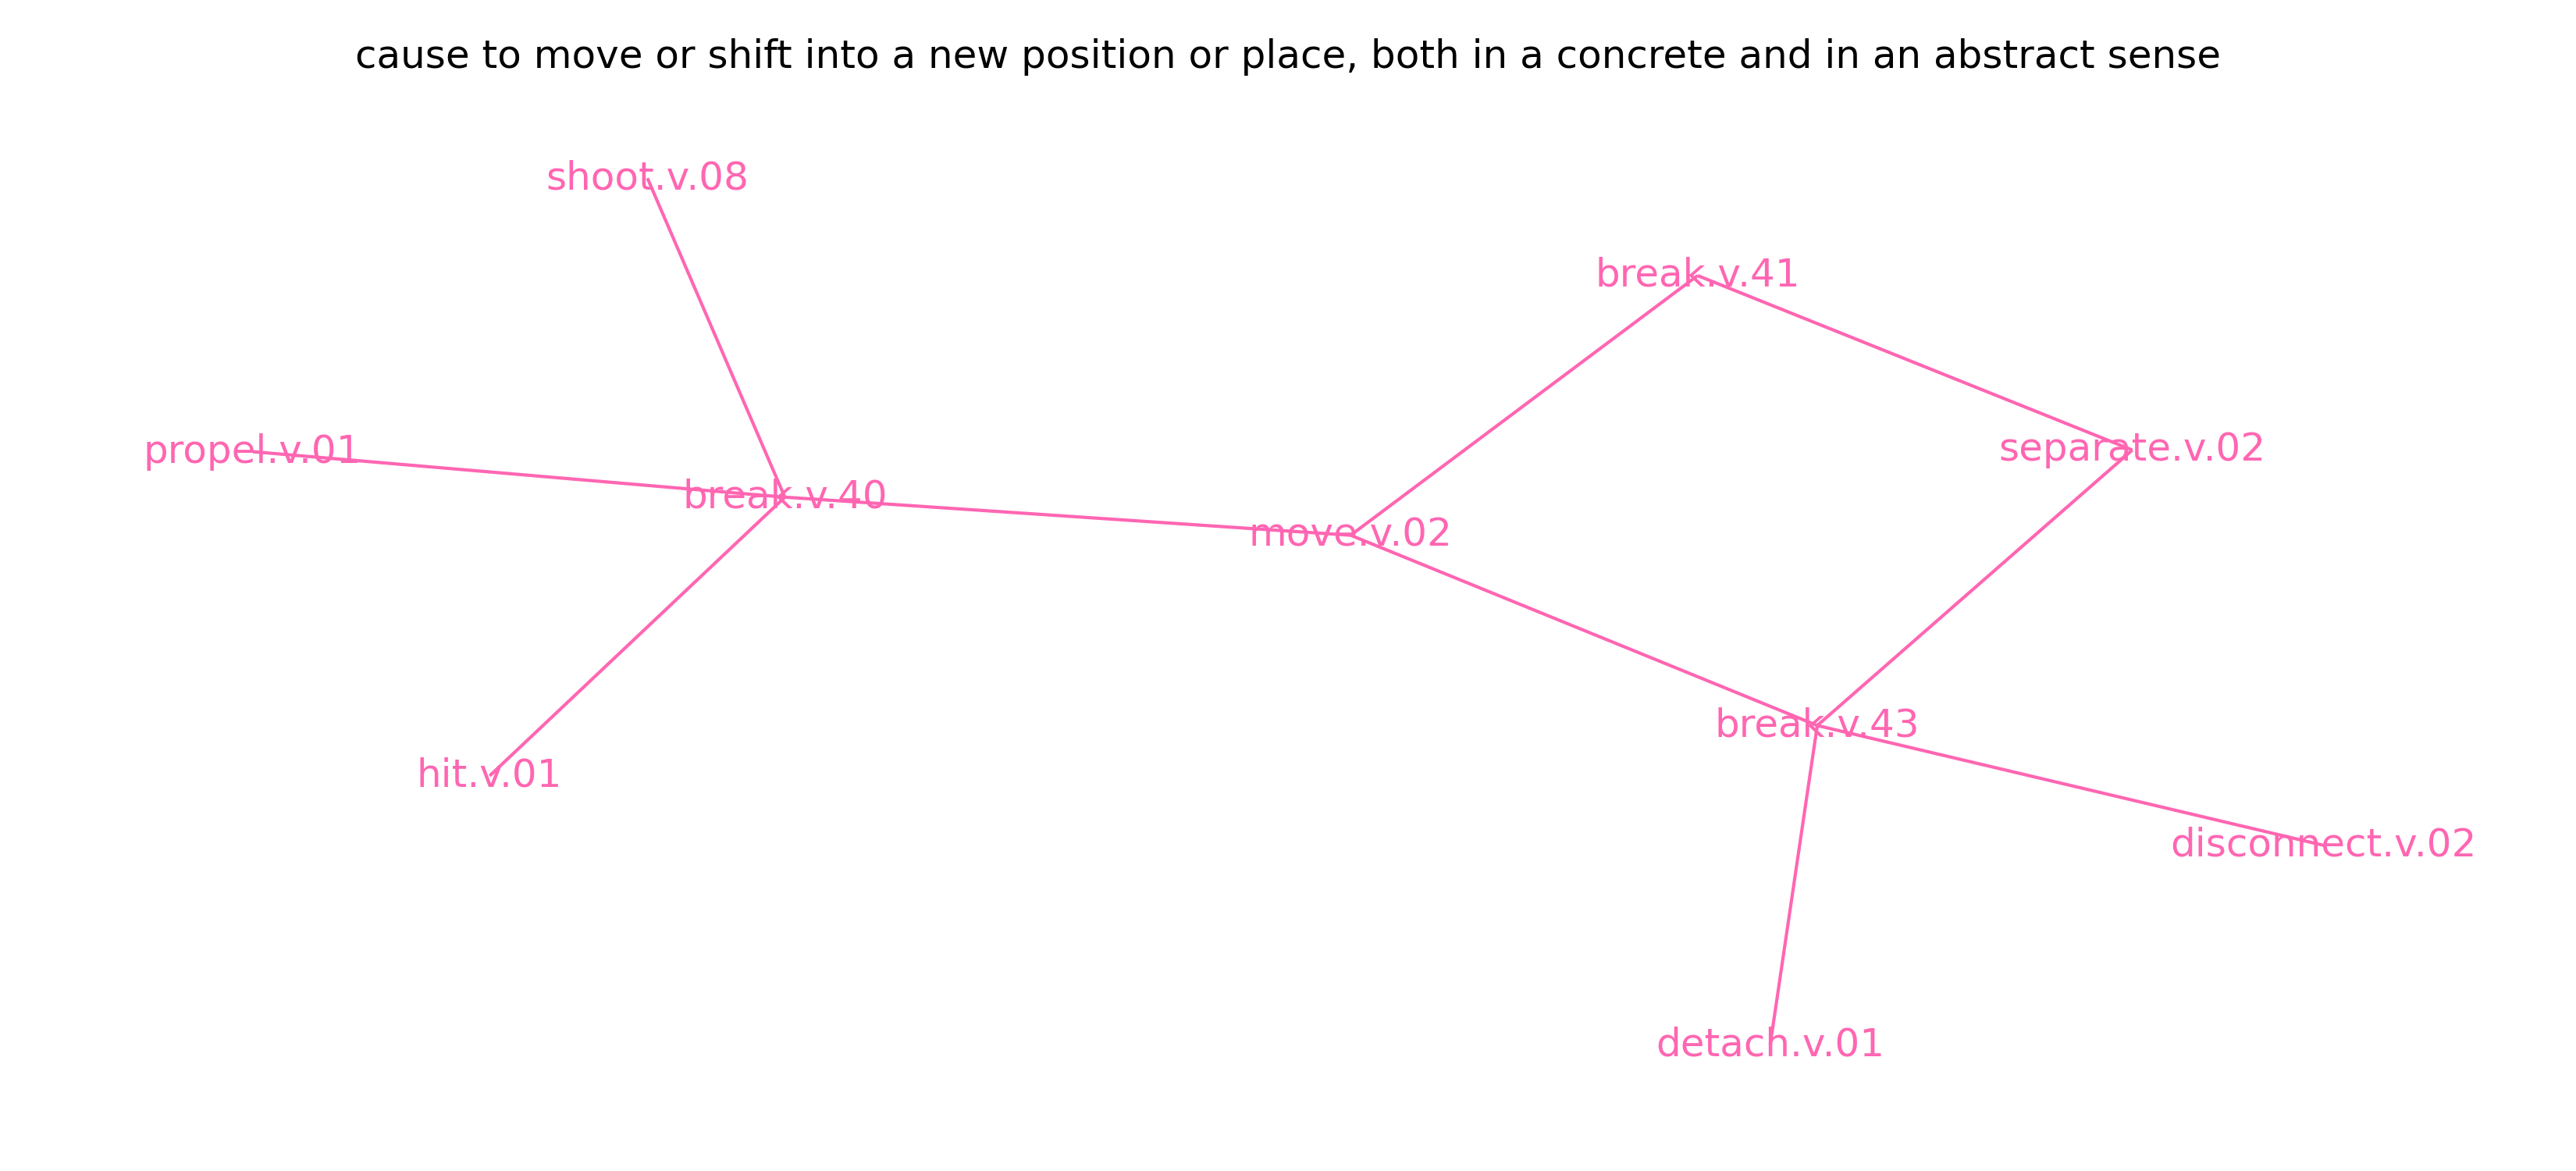 cause to move or shift into a new position or place, both in a concrete and in an abstract sense
shoot.v.08
break.v.41
propel.v.01
separate.v.02
break.v.40
move.v.02
break.v.43
hit.v.01
disconnect.v.02
detach.v.01